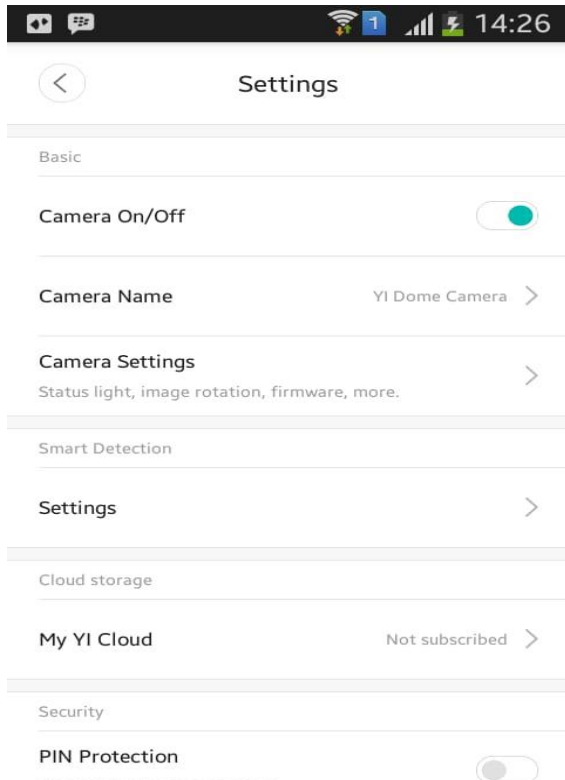 1 14:26
Settings
Basic
Camera On/Off
Camera Name YI Dome Camera
Camera Settings
Status light, image rotation, firmware, more.
Smart Detection
Settings
Cloud storage
My YI Cloud Not subscribed
Security
PIN Protection